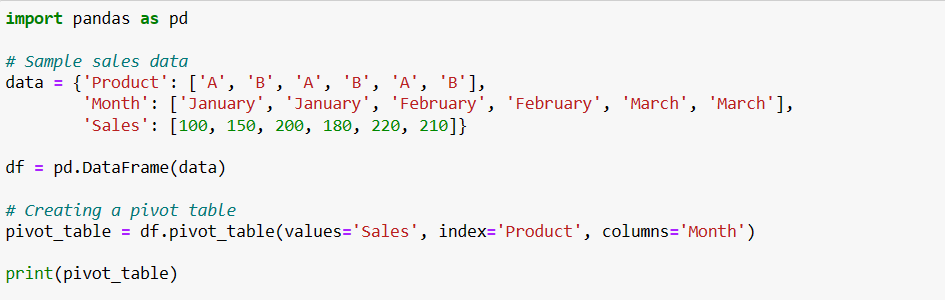 import pandas as pd
# Sample sales data
data = {'Product': ['A', 'B', 'A', 'B', 'A', 'B'],
        'Month': ['January', 'January', 'February', 'February', 'March', 'March'],
        'Sales': [100, 150, 200, 180, 220, 210]}
df = pd.DataFrame(data)
# Creating a pivot table
pivot_table = df.pivot_table(values='Sales', index='Product', columns='Month')
print(pivot_table)